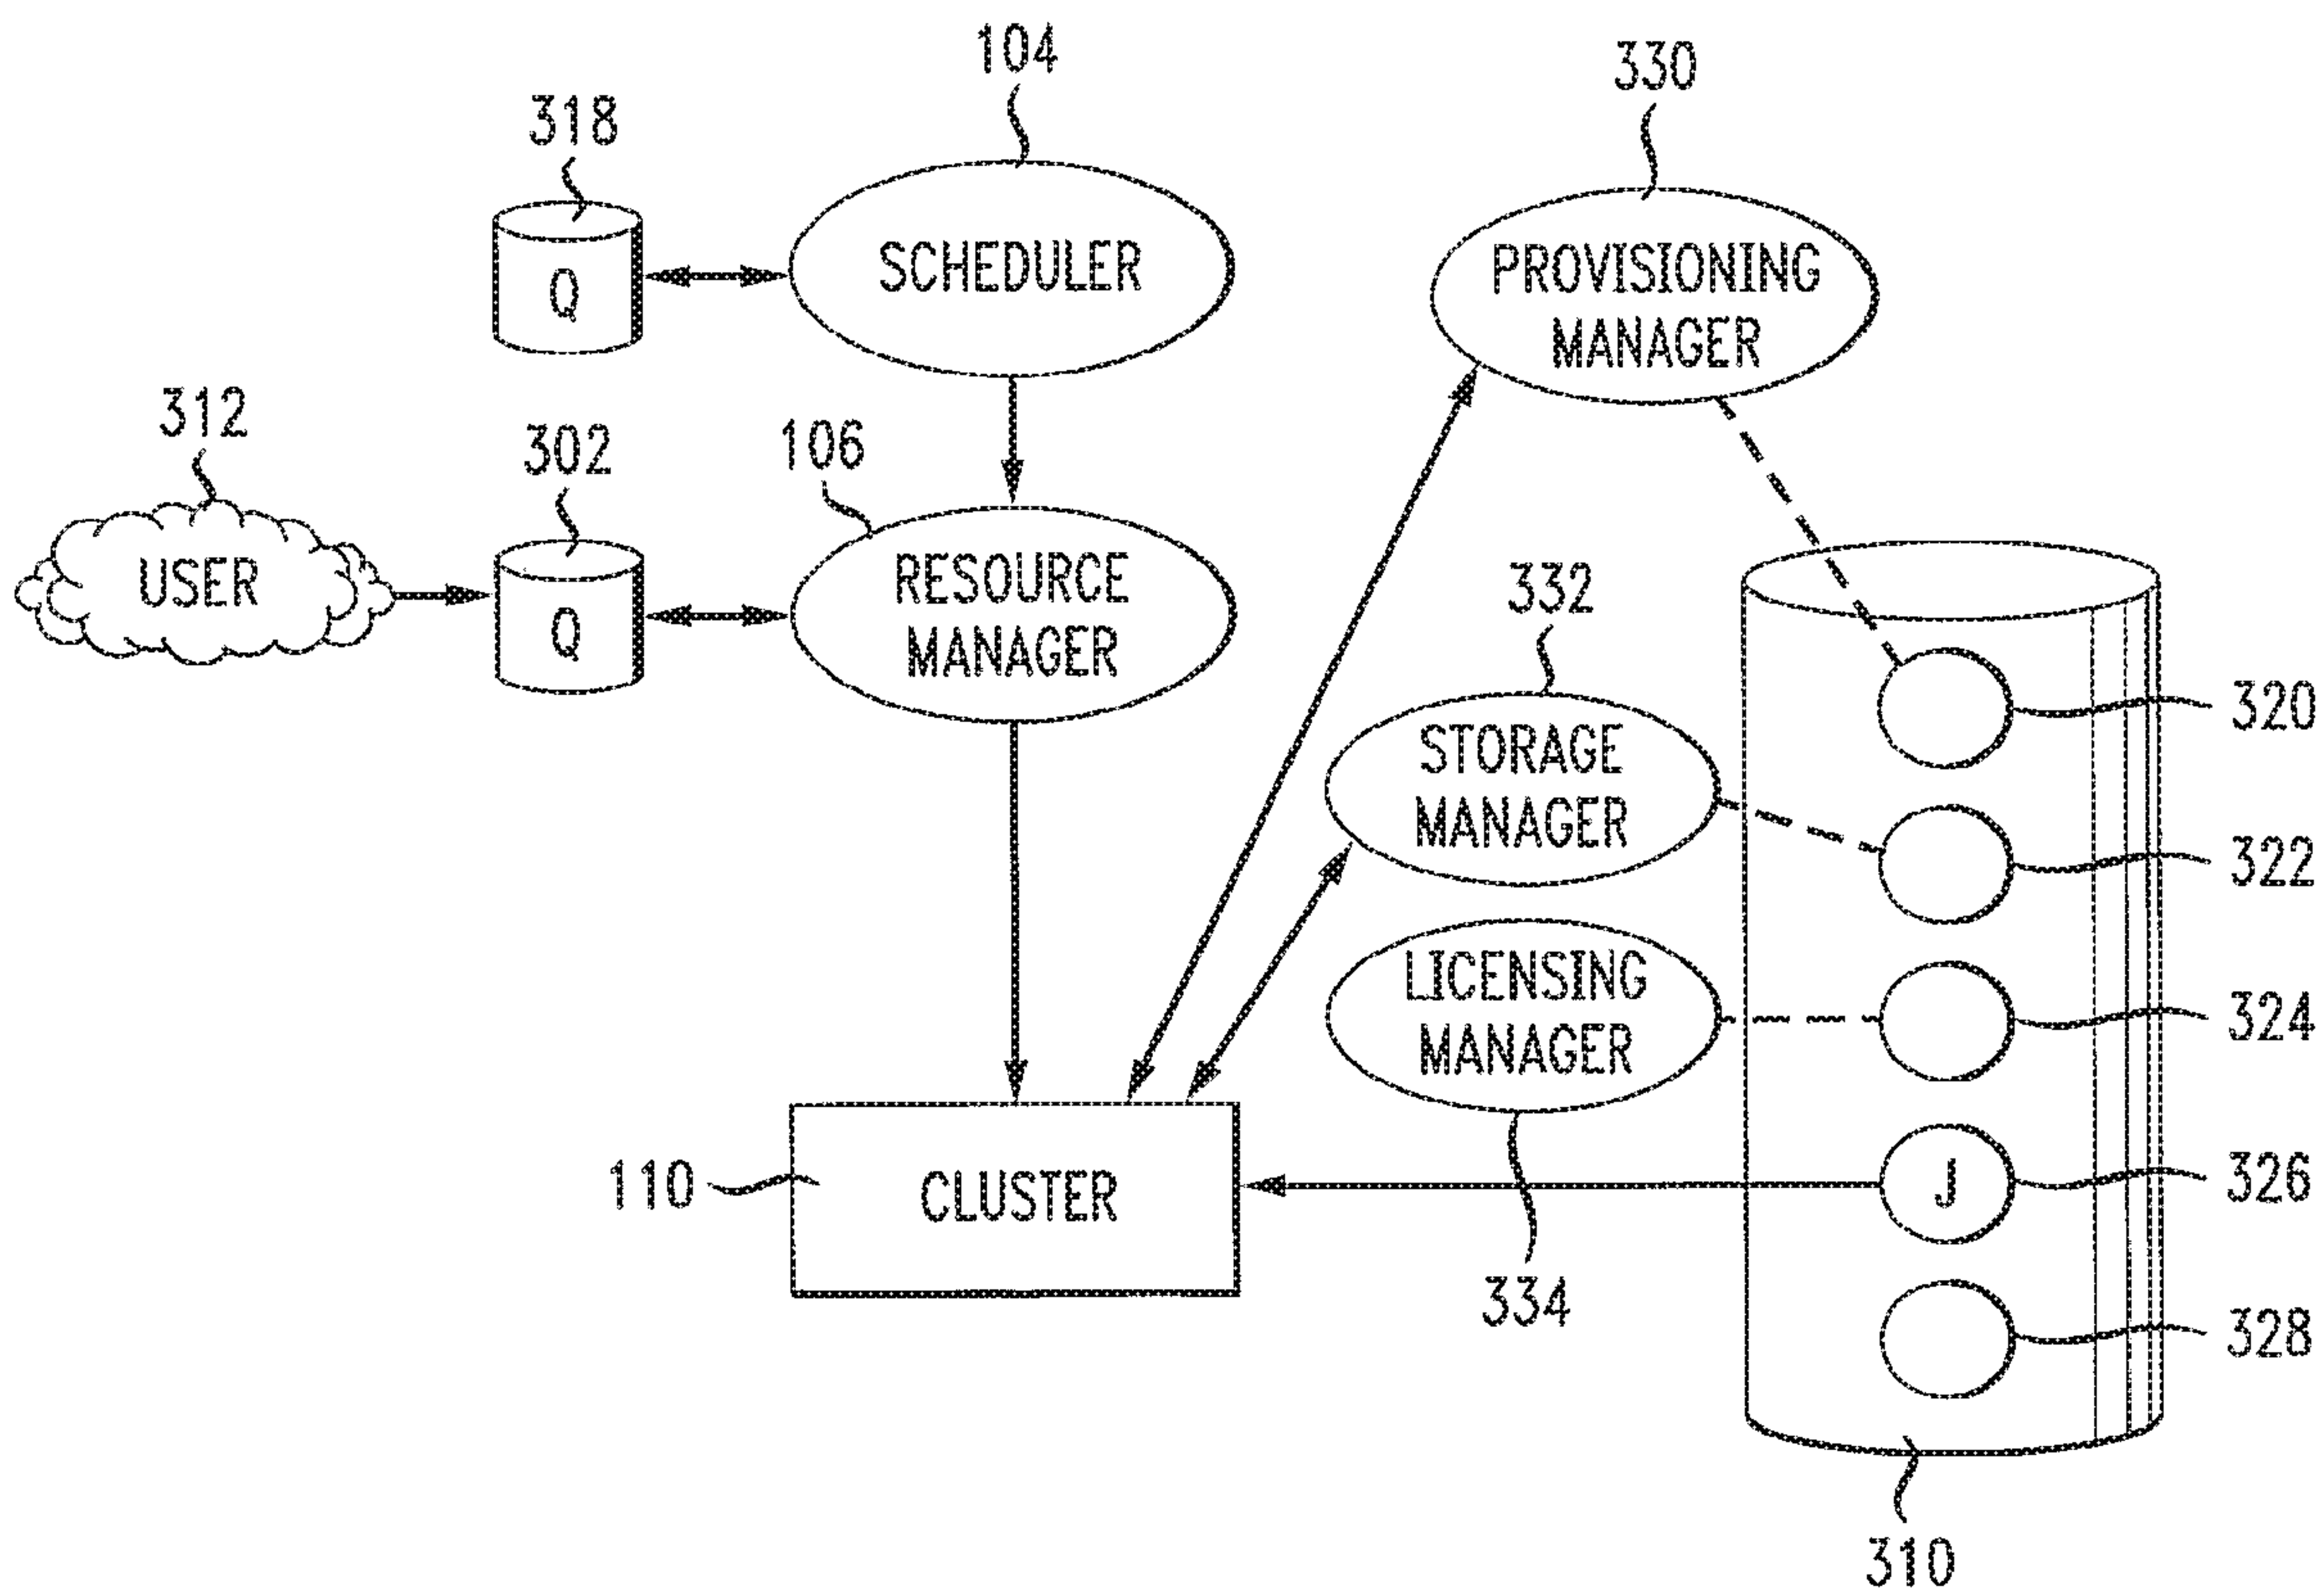 104
330
318
SCHEDULER
PROVISIONING
MANAGER
Q
312
302
106
USER
Q
RESOURCE
MANAGER
332
STORAGE
MANAGER
320
322
LICENSING
MANAGER
324
110
CLUSTER
J
326
334
328
310